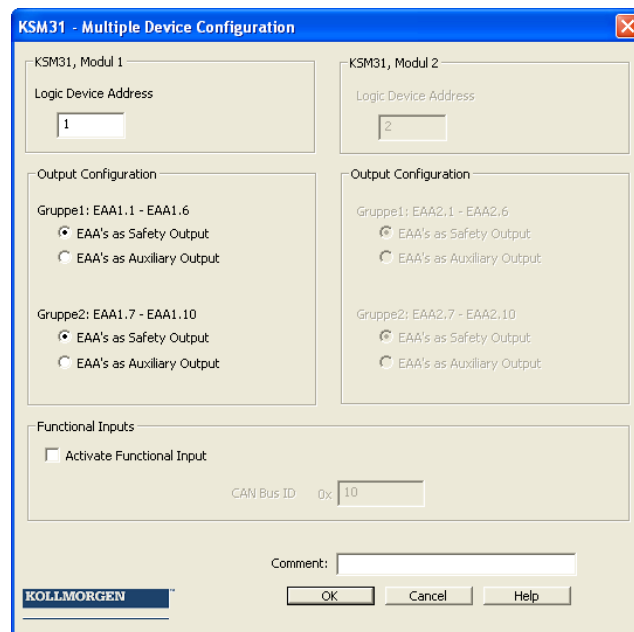 KSM31 - Multiple Device Configuration
KSM31, Modul 1
Logic Device Address
1
KSM31, Modul 2
Logic Device Address
2
Output Configuration
Gruppe1: EAA1.1 - EAA1.6
EAA's as Safety Output
EAA's as Auxiliary Output
Gruppe2: EAA1.7 - EAA1.10
EAA's as Safety Output
EAA's as Auxiliary Output
Output Configuration
Gruppe1: EAA2.1 - EAA2.6
EAA's as Safety Output
EAA's as Auxiliary Output
Gruppe2: EAA2.7 - EAA2.10
EAA's as Safety Output
EAA's as Auxiliary Output
Functional Inputs
Activate Functional Input
CAN Bus ID 0x 10
Comment:
KOLLMORGEN™
OK Cancel Help